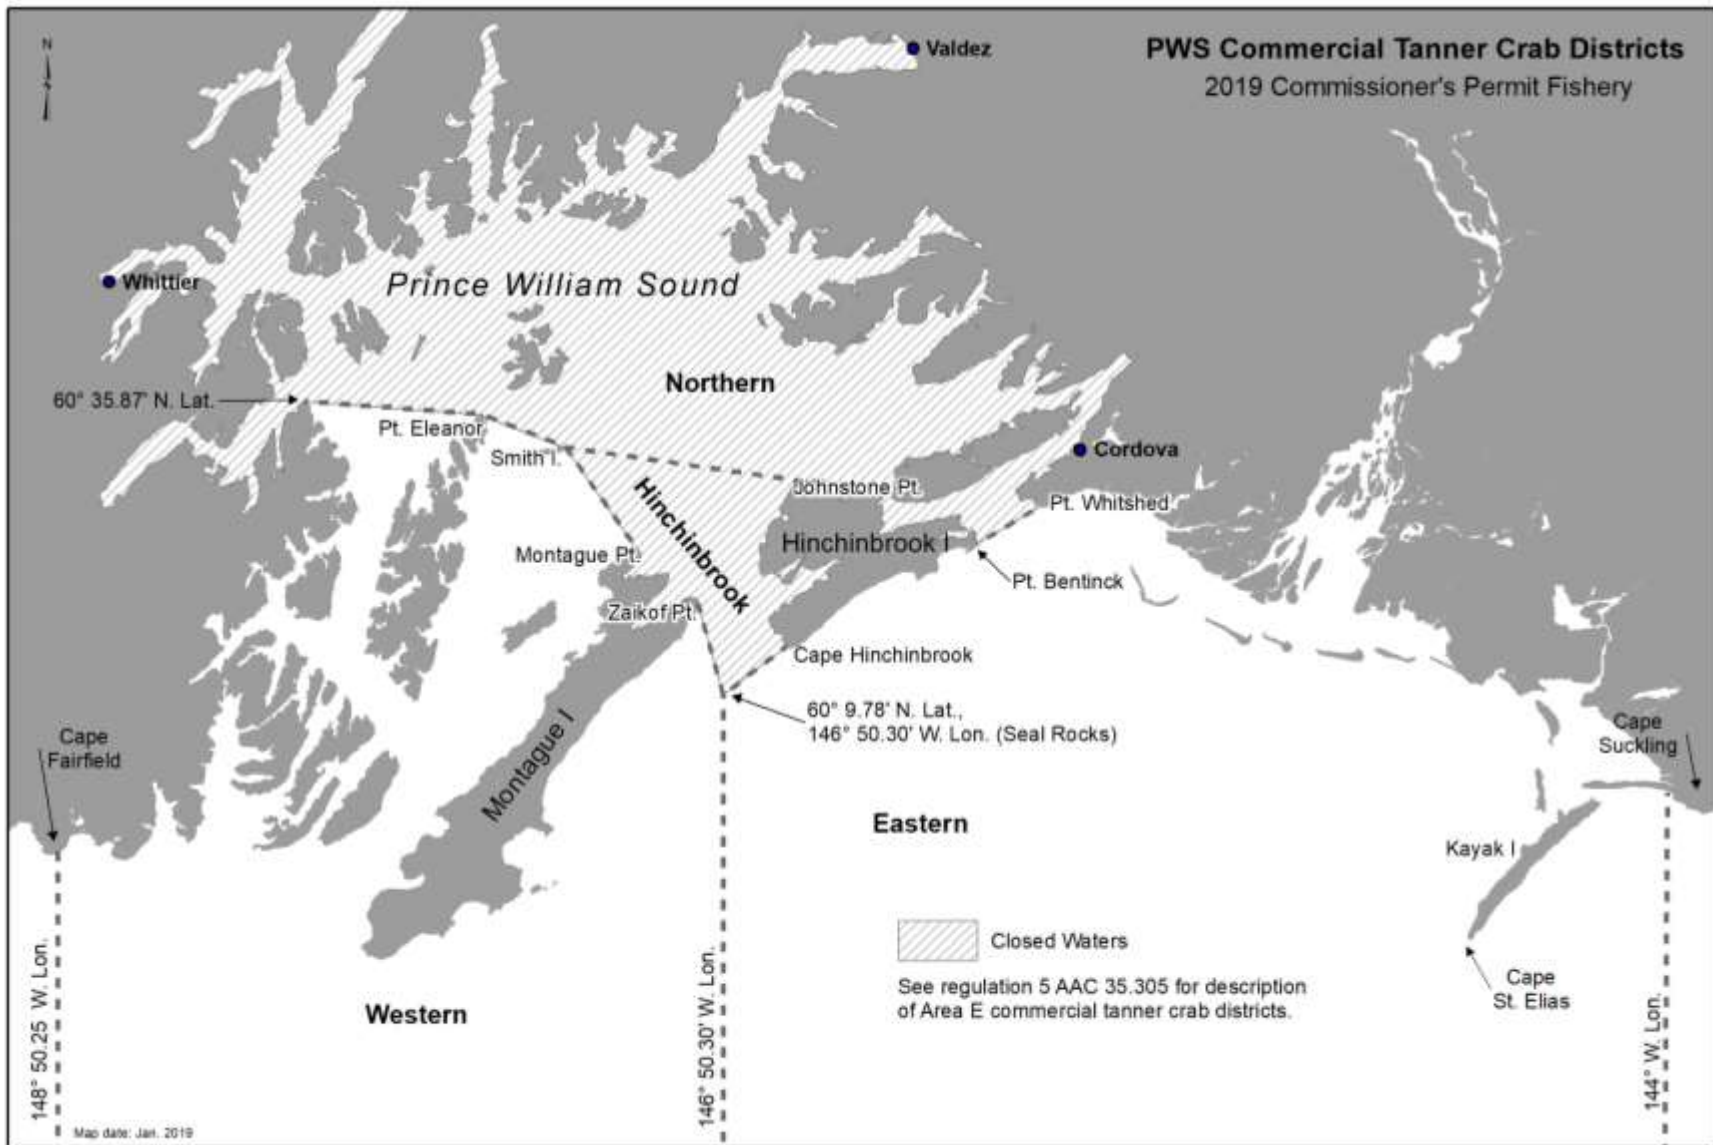 N
Valdez
PWS Commercial Tanner Crab Districts
2019 Commissioner's Permit Fishery
Whittier
Prince William Sound
Northern
60° 35.87' N. Lat.
Pt. Eleanor
Smith I.
Cordova
Johnstone Pt.
Pt. Whitshed
Hinchinbrook
Hinchinbrook I
Montague Pt.
Pt. Bentinck
Zaikof Pt.
Cape Hinchinbrook
60° 9.78' N. Lat.,
146° 50.30' W. Lon. (Seal Rocks)
Cape
Fairfield
Montague I
Cape
Suckling
Eastern
Kayak I
Closed Waters
See regulation 5 AAC 35.305 for description
of Area E commercial tanner crab districts.
Cape
St. Elias
Western
148° 50.25 W. Lon.
146° 50.30' W. Lon.
144° W. Lon.
Map date: Jan. 2019